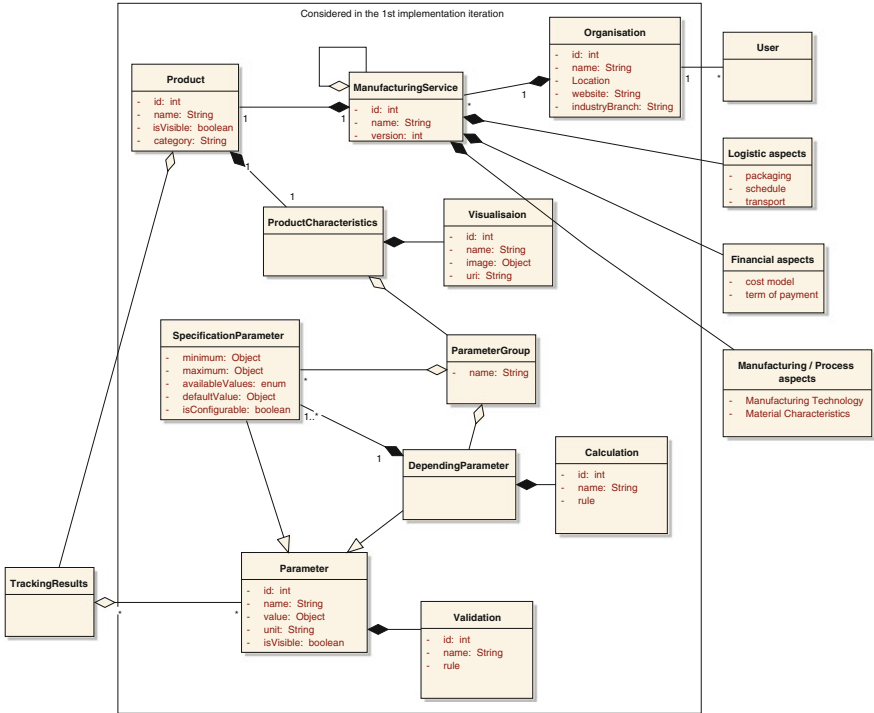 Considered in the 1st implementation iteration
Organisation
- id: int
- name: String
- Location
- website: String
- industryBranch: String
User
1
*
Product
- id: int
- name: String
- isVisible: boolean
- category: String
ManufacturingService
- id: int
- name: String
- version: int
*
1
1
1
Logistic aspects
- packaging
- schedule
- transport
1
1
ProductCharacteristics
Visualisaion
- id: int
- name: String
- image: Object
- uri: String
Financial aspects
- cost model
- term of payment
SpecificationParameter
- minimum: Object
- maximum: Object
- availableValues: enum
- defaultValue: Object
- isConfigurable: boolean
ParameterGroup
- name: String
*
Manufacturing / Process
aspects
- Manufacturing Technology
- Material Characteristics
1..*
1
DependingParameter
Calculation
- id: int
- name: String
- rule
TrackingResults
*
*
Parameter
- id: int
- name: String
- value: Object
- unit: String
- isVisible: boolean
Validation
- id: int
- name: String
- rule